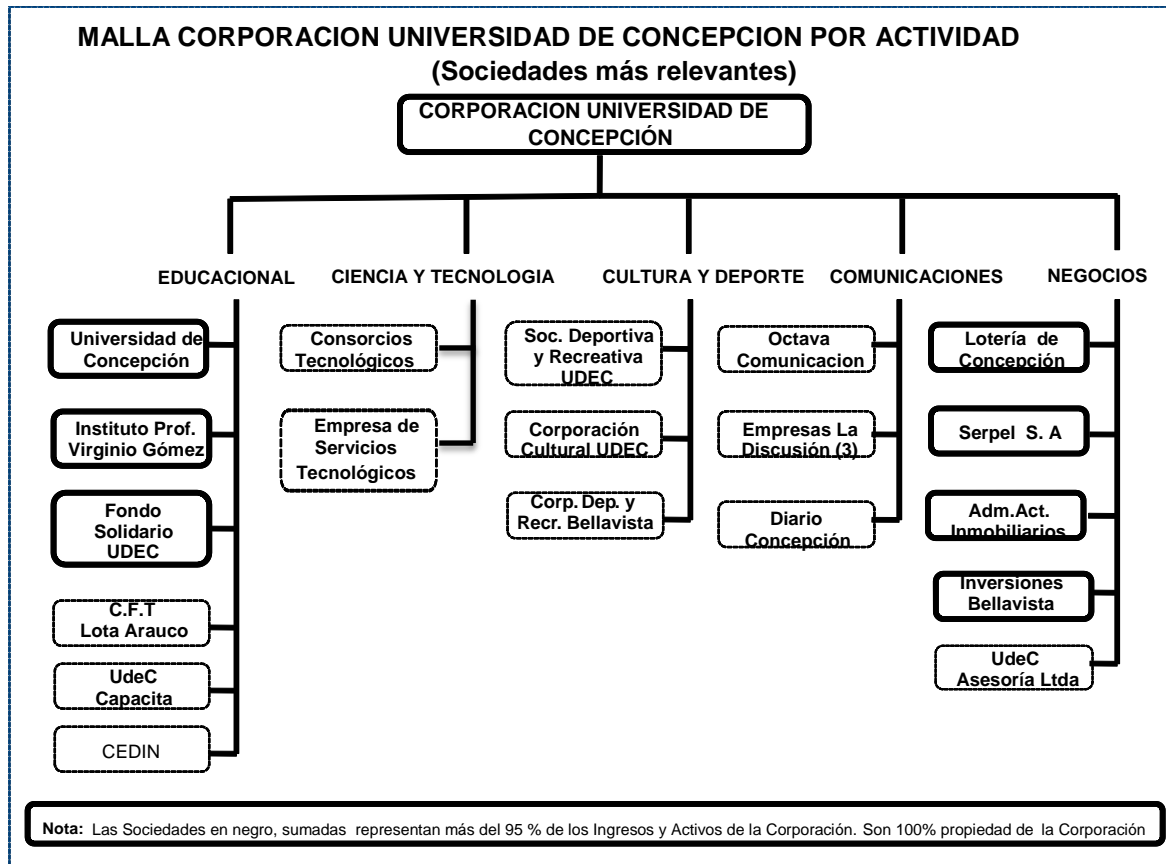 MALLA CORPORACION UNIVERSIDAD DE CONCEPCION POR ACTIVIDAD
(Sociedades más relevantes)
CORPORACION UNIVERSIDAD DE
CONCEPCIÓN
EDUCACIONAL
Universidad de
Concepción
Instituto Prof.
Virginio Gómez
Fondo
Solidario
UDEC
C.F.T
Lota Arauco
UdeC
Capacita
CEDIN
CIENCIA Y TECNOLOGIA
Consorcios
Tecnológicos
Empresa de
Servicios
Tecnológicos
CULTURA Y DEPORTE
Soc. Deportiva
y Recreativa
UDEC
Corporación
Cultural UDEC
Corp. Dep. y
Recr. Bellavista
COMUNICACIONES
Octava
Comunicacion
Empresas La
Discusión (3)
Diario
Concepción
NEGOCIOS
Lotería de
Concepción
Serpel S. A
Adm.Act.
Inmobiliarios
Inversiones
Bellavista
UdeC
Asesoría Ltda
Nota: Las Sociedades en negro, sumadas representan más del 95 % de los Ingresos y Activos de la Corporación. Son 100% propiedad de la Corporación